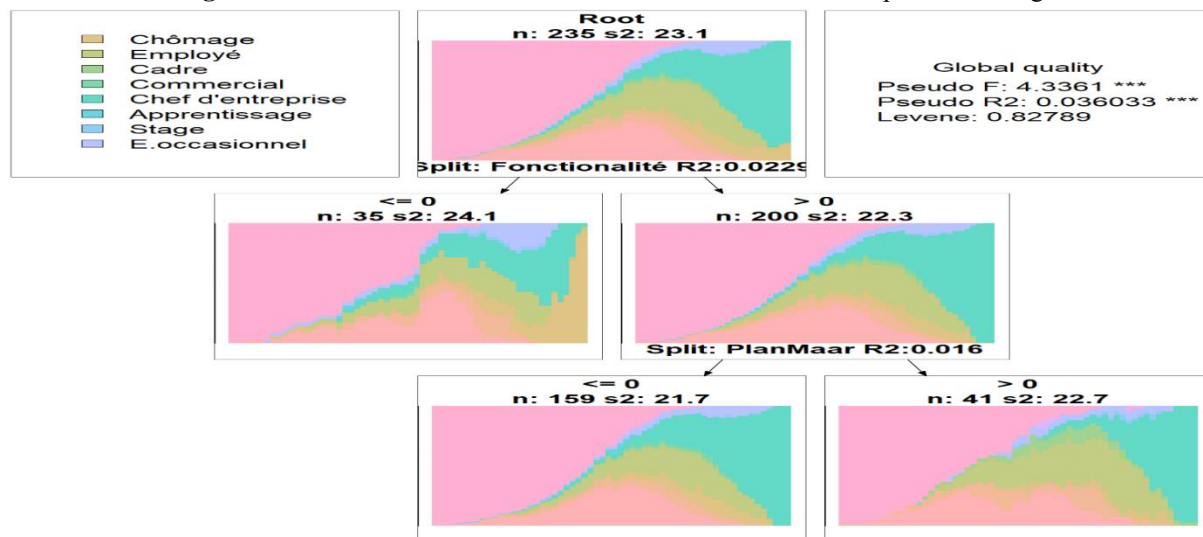 Chômage
Employé
Cadre
Commercial
Chef d'entreprise
Apprentissage
Stage
E.occasionnel
Root
n: 235 s2: 23.1
Split: Fonctionalité R2:0.0229
Global quality
Pseudo F: 4.3361 ***
Pseudo R2: 0.036033 ***
Levene: 0.82789
<= 0
n: 35 s2: 24.1
> 0
n: 200 s2: 22.3
Split: PlanMaar R2:0.016
<= 0
n: 159 s2: 21.7
> 0
n: 41 s2: 22.7